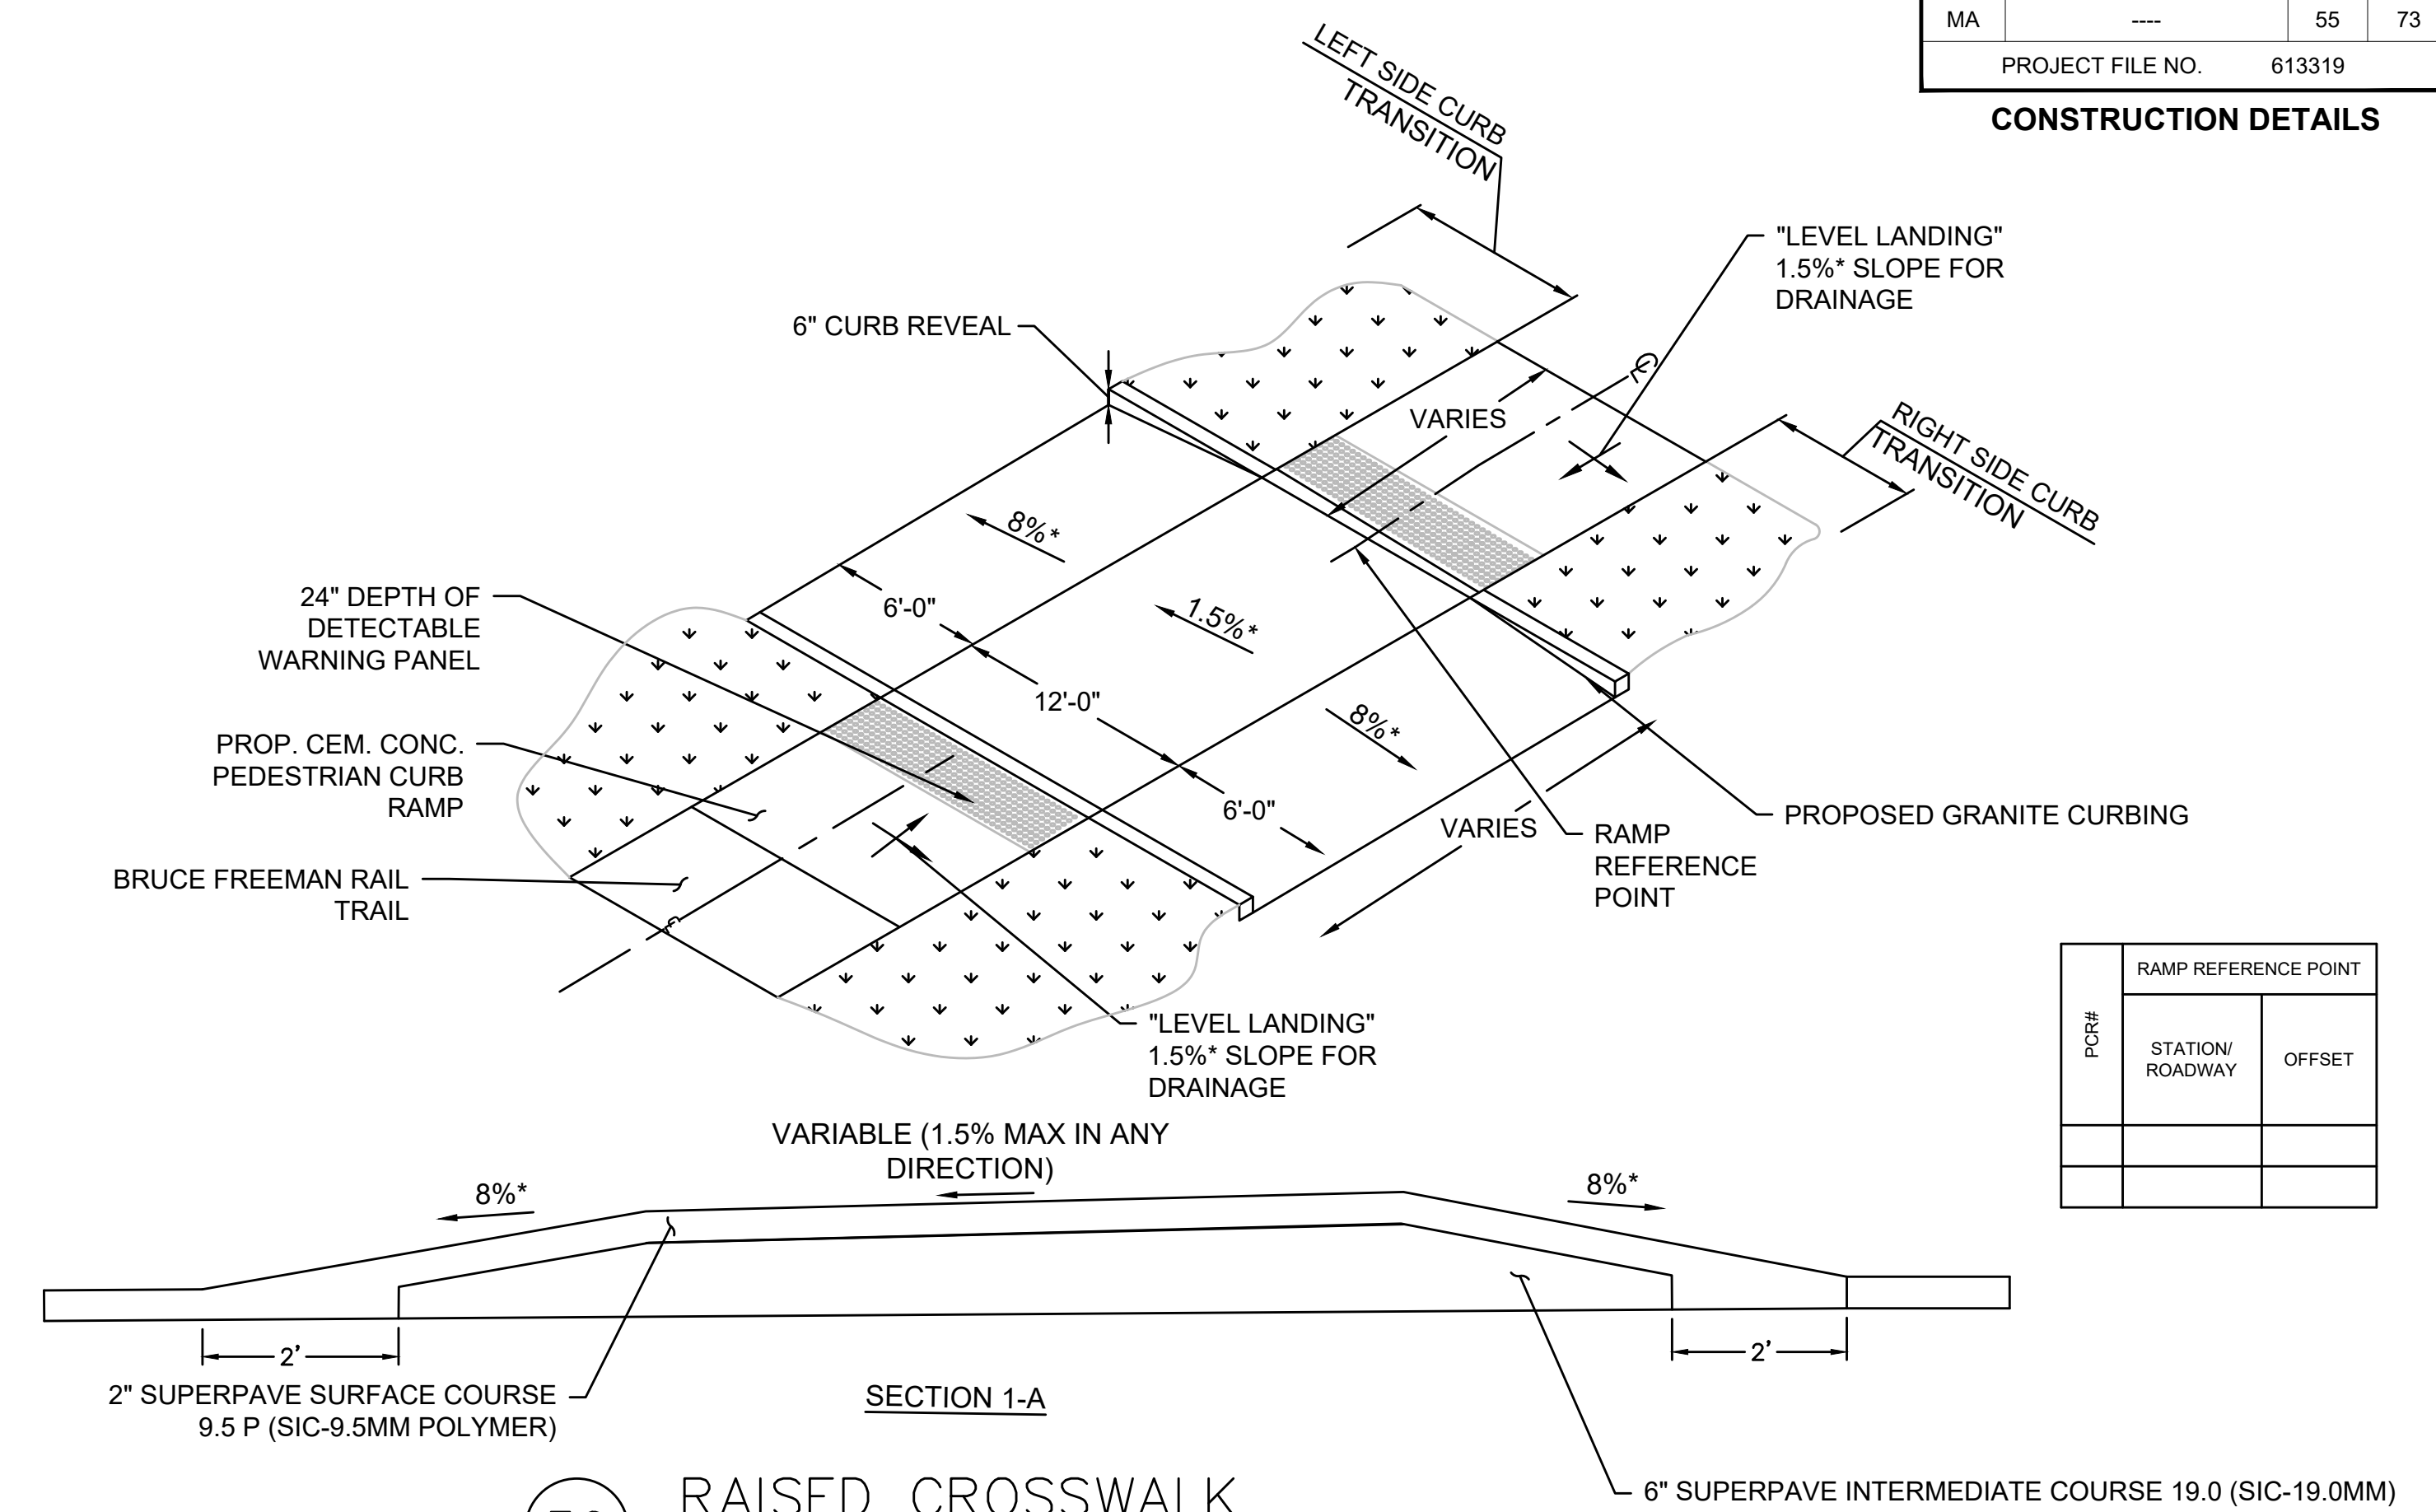 MA ---- 55 73
PROJECT FILE NO. 613319
CONSTRUCTION DETAILS
LEFT SIDE CURB
TRANSITION
"LEVEL LANDING"
1.5%* SLOPE FOR
DRAINAGE
6" CURB REVEAL
VARIES
RIGHT SIDE CURB
TRANSITION
8%*
24" DEPTH OF
DETECTABLE
WARNING PANEL
6'-0"
1.5%*
12'-0"
8%*
PROP. CEM. CONC.
PEDESTRIAN CURB
RAMP
6'-0"
VARIES
PROPOSED GRANITE CURBING
RAMP
REFERENCE
POINT
BRUCE FREEMAN RAIL
TRAIL
PCR#
RAMP REFERENCE POINT
STATION/
ROADWAY
OFFSET
"LEVEL LANDING"
1.5%* SLOPE FOR
DRAINAGE
VARIABLE (1.5% MAX IN ANY
DIRECTION)
8%*
8%*
2'
2'
2" SUPERPAVE SURFACE COURSE
9.5 P (SIC-9.5MM POLYMER)
SECTION 1-A
RAISED CROSSWALK
6" SUPERPAVE INTERMEDIATE COURSE 19.0 (SIC-19.0MM)